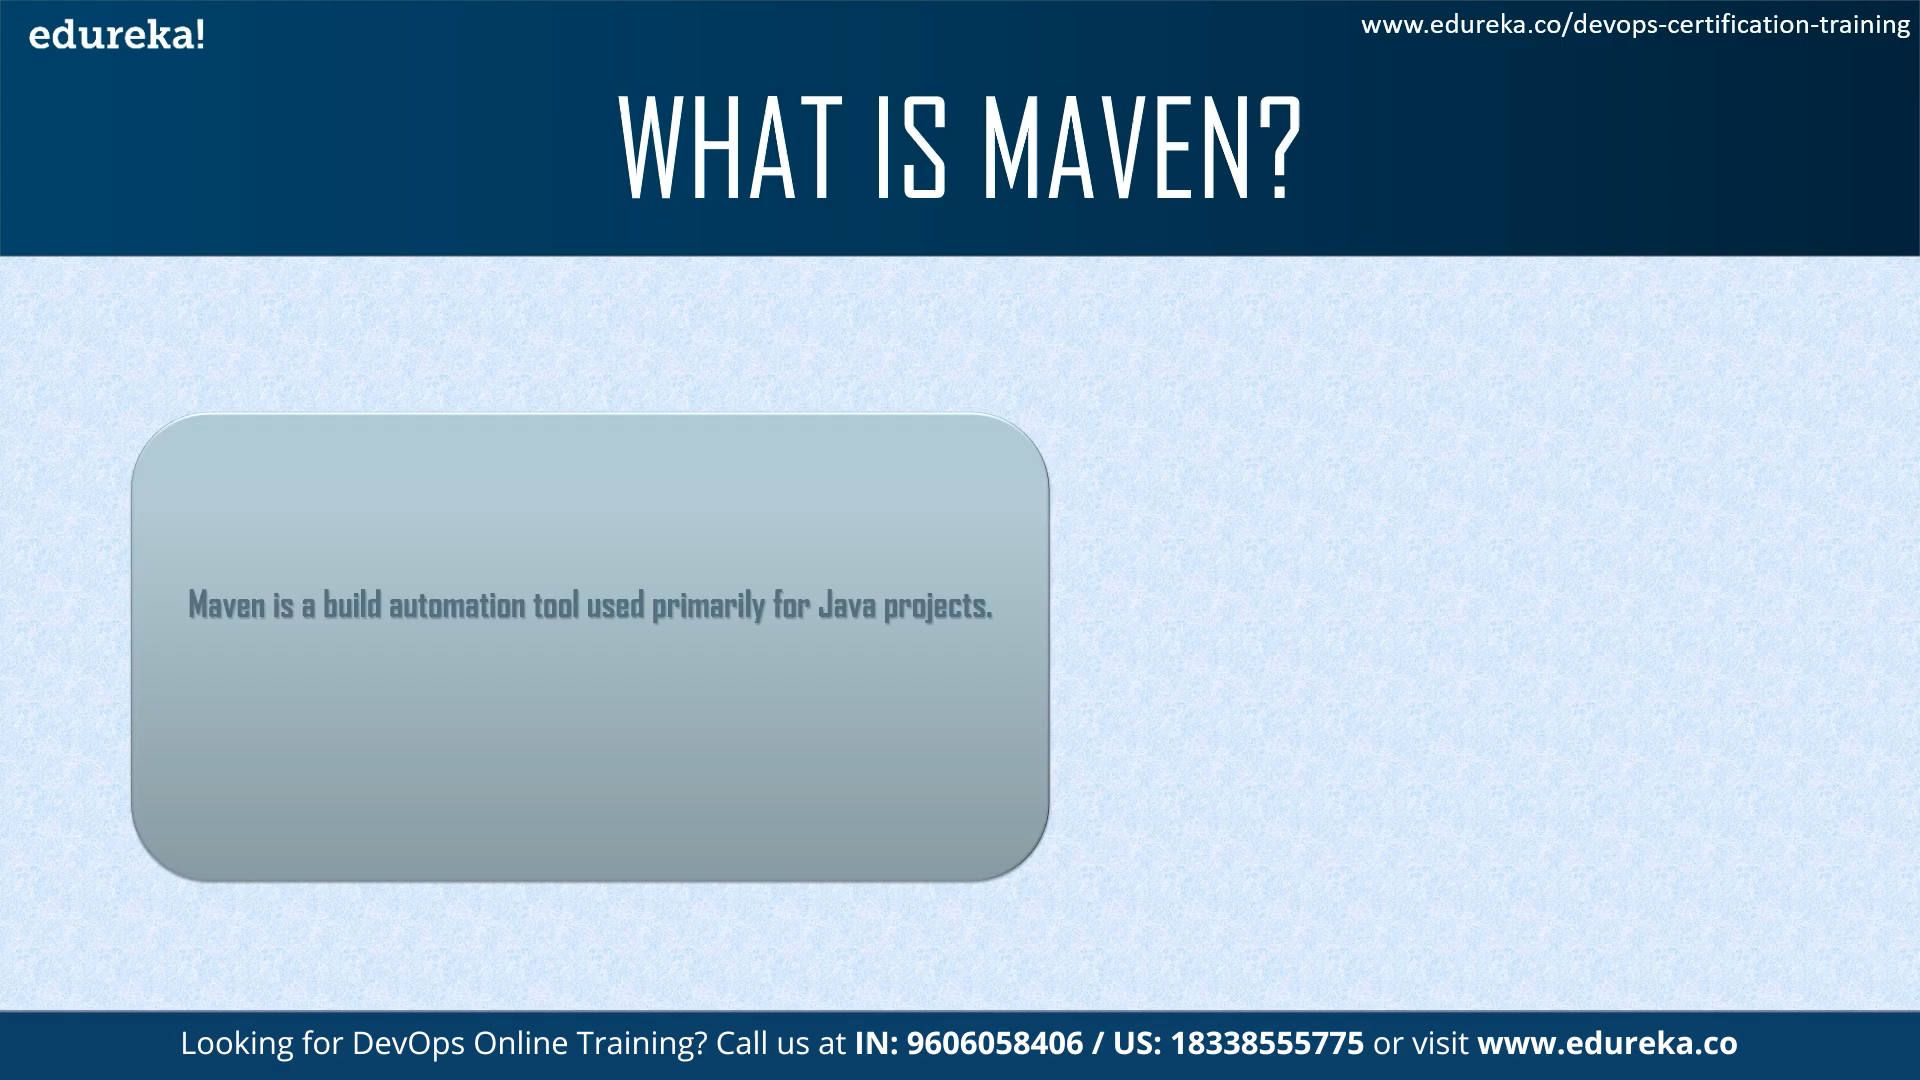 edureka!
www.edureka.co/devops-certification-training
WHAT IS MAVEN?
Maven is a build automation tool used primarily for Java projects.
Looking for DevOps Online Training? Call us at IN: 9606058406 / US: 18338555775 or visit www.edureka.co